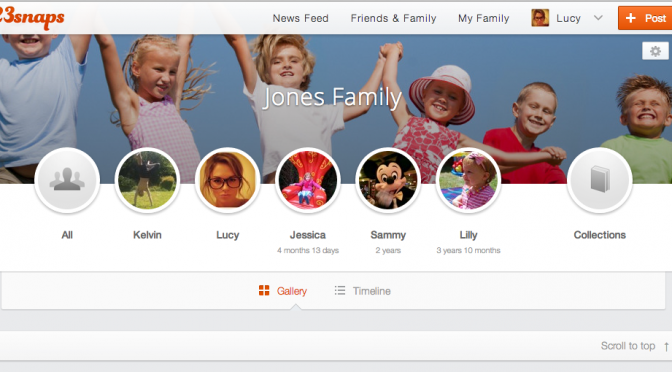 23snaps
News Feed Friends & Family My Family Lucy + Post
Jones Family
All Kelvin Lucy Jessica Sammy Lilly Collections
4 months 13 days 2 years 3 years 10 months
Gallery Timeline
Scroll to top ↑